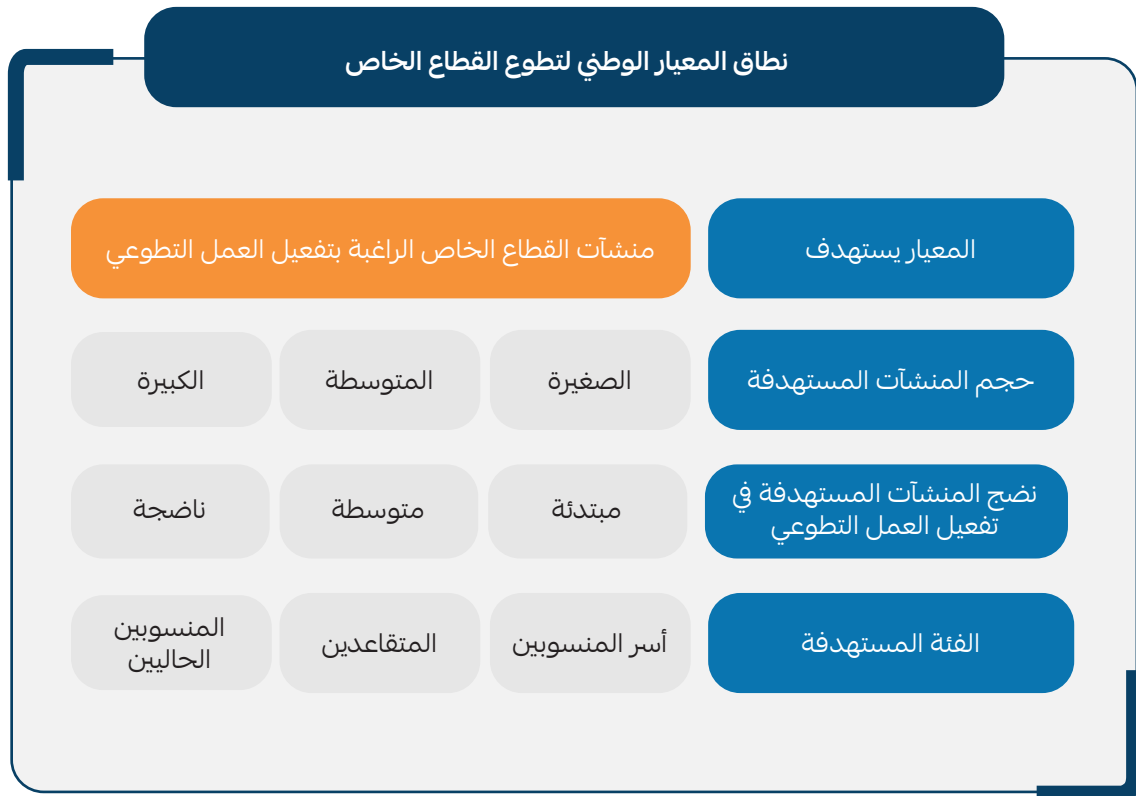 نطاق المعيار الوطني لتطوع القطاع الخاص
المعيار يستهدف
منشآت القطاع الخاص الراغبة بتفعيل العمل التطوعي
حجم المنشآت المستهدفة
الصغيرة
المتوسطة
الكبيرة
نضج المنشآت المستهدفة في
تفعيل العمل التطوعي
مبتدئة
متوسطة
ناضجة
الفئة المستهدفة
أسر المنسوبين
المتقاعدين
المنسوبين
الحاليين